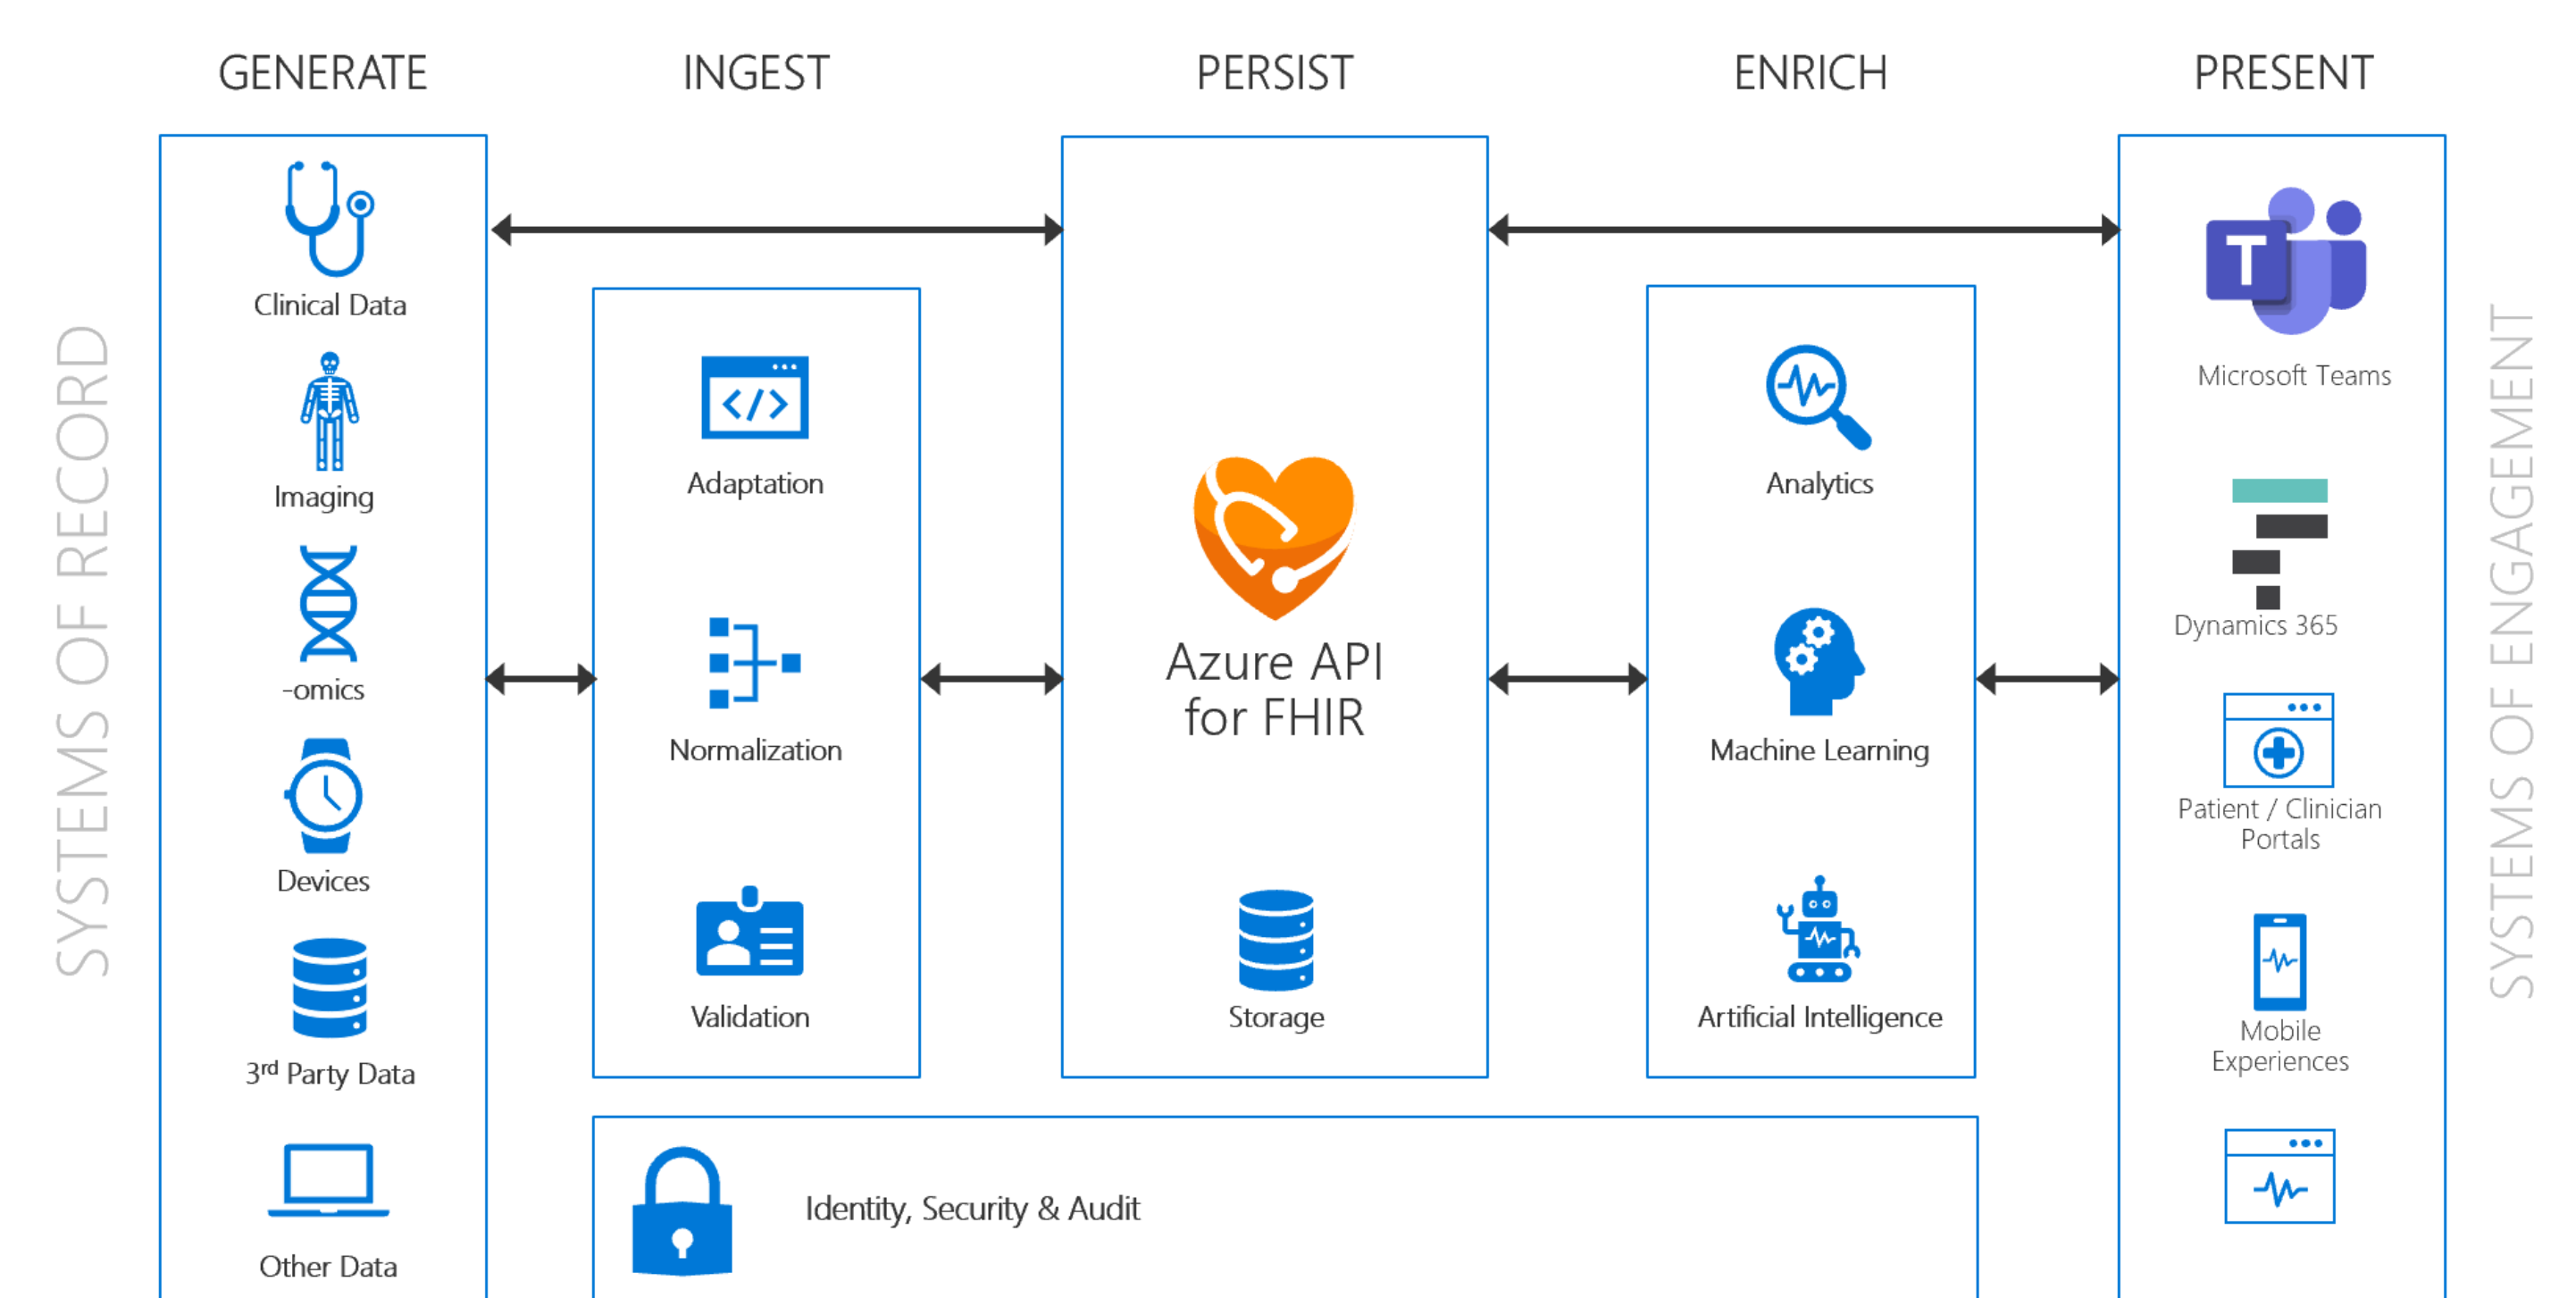 GENERATE
INGEST
PERSIST
ENRICH
PRESENT
SYSTEMS OF RECORD
Clinical Data
Imaging
-omics
Devices
3rd Party Data
Other Data
Adaptation
Normalization
Validation
Azure API
for FHIR
Storage
Analytics
Machine Learning
Artificial Intelligence
T
Microsoft Teams
Dynamics 365
Patient / Clinician
Portals
Mobile
Experiences
SYSTEMS OF ENGAGEMENT
Identity, Security & Audit